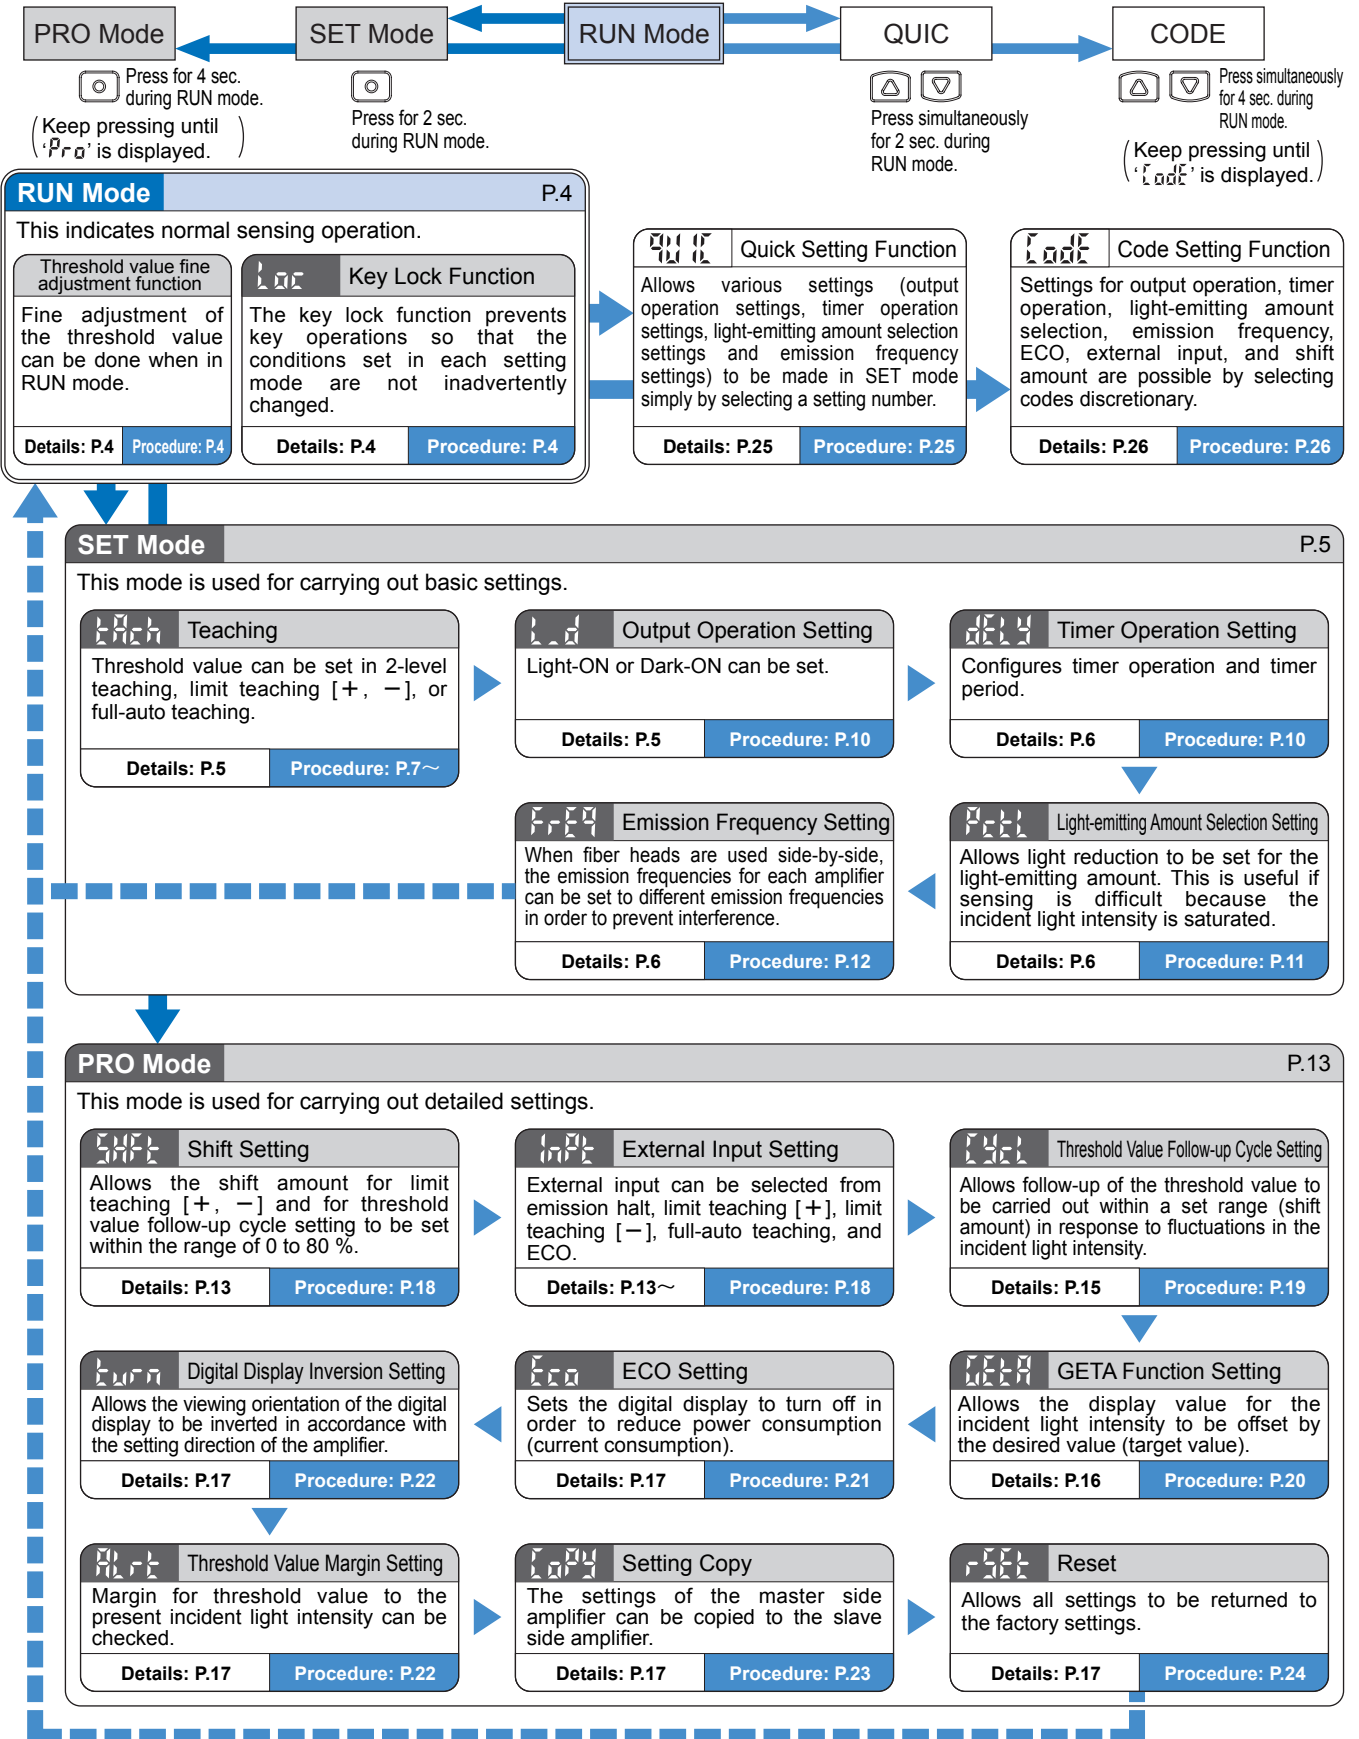 PRO Mode
SET Mode
RUN Mode
QUIC
CODE
Press for 4 sec.
during RUN mode.
(Keep pressing until
'Pro' is displayed.)
Press for 2 sec.
during RUN mode.
Press simultaneously
for 2 sec. during
RUN mode.
Press simultaneously
for 4 sec. during
RUN mode.
(Keep pressing until
'CodE' is displayed.)
RUN Mode P.4
This indicates normal sensing operation.
Threshold value fine
adjustment function
Fine adjustment of
the threshold value
can be done when in
RUN mode.
Details: P.4 Procedure: P.4
Loc Key Lock Function
The key lock function prevents
key operations so that the
conditions set in each setting
mode are not inadvertently
changed.
Details: P.4 Procedure: P.4
qUIC Quick Setting Function
Allows various settings (output
operation settings, timer operation
settings, light-emitting amount selection
settings and emission frequency
settings) to be made in SET mode
simply by selecting a setting number.
Details: P.25 Procedure: P.25
CodE Code Setting Function
Settings for output operation, timer
operation, light-emitting amount
selection, emission frequency,
ECO, external input, and shift
amount are possible by selecting
codes discretionary.
Details: P.26 Procedure: P.26
SET Mode P.5
This mode is used for carrying out basic settings.
tAch Teaching
Threshold value can be set in 2-level
teaching, limit teaching [+, −], or
full-auto teaching.
Details: P.5 Procedure: P.7~
L_d Output Operation Setting
Light-ON or Dark-ON can be set.
Details: P.5 Procedure: P.10
dELY Timer Operation Setting
Configures timer operation and timer
period.
Details: P.6 Procedure: P.10
FrEq Emission Frequency Setting
When fiber heads are used side-by-side,
the emission frequencies for each amplifier
can be set to different emission frequencies
in order to prevent interference.
Details: P.6 Procedure: P.12
PctL Light-emitting Amount Selection Setting
Allows light reduction to be set for the
light-emitting amount. This is useful if
sensing is difficult because the
incident light intensity is saturated.
Details: P.6 Procedure: P.11
PRO Mode P.13
This mode is used for carrying out detailed settings.
SHFt Shift Setting
Allows the shift amount for limit
teaching [+, −] and for threshold
value follow-up cycle setting to be set
within the range of 0 to 80 %.
Details: P.13 Procedure: P.18
InPt External Input Setting
External input can be selected from
emission halt, limit teaching [+], limit
teaching [−], full-auto teaching, and
ECO.
Details: P.13~ Procedure: P.18
CYcL Threshold Value Follow-up Cycle Setting
Allows follow-up of the threshold value to
be carried out within a set range (shift
amount) in response to fluctuations in the
incident light intensity.
Details: P.15 Procedure: P.19
turn Digital Display Inversion Setting
Allows the viewing orientation of the digital
display to be inverted in accordance with
the setting direction of the amplifier.
Details: P.17 Procedure: P.22
Eco ECO Setting
Sets the digital display to turn off in
order to reduce power consumption
(current consumption).
Details: P.17 Procedure: P.21
GEtA GETA Function Setting
Allows the display value for the
incident light intensity to be offset by
the desired value (target value).
Details: P.16 Procedure: P.20
ALrt Threshold Value Margin Setting
Margin for threshold value to the
present incident light intensity can be
checked.
Details: P.17 Procedure: P.22
CoPY Setting Copy
The settings of the master side
amplifier can be copied to the slave
side amplifier.
Details: P.17 Procedure: P.23
rSEt Reset
Allows all settings to be returned to
the factory settings.
Details: P.17 Procedure: P.24